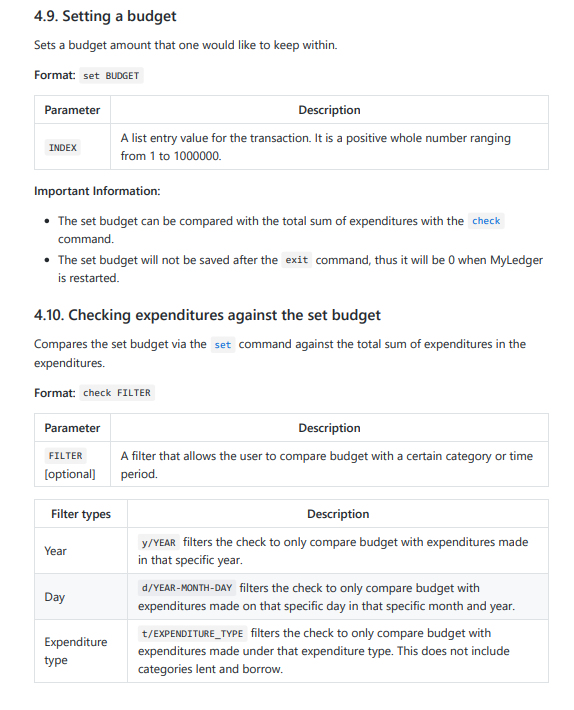 4.9. Setting a budget
Sets a budget amount that one would like to keep within.
Format: set BUDGET
Parameter Description
INDEX A list entry value for the transaction. It is a positive whole number ranging
from 1 to 1000000.
Important Information:
• The set budget can be compared with the total sum of expenditures with the check
command.
• The set budget will not be saved after the exit command, thus it will be 0 when MyLedger
is restarted.
4.10. Checking expenditures against the set budget
Compares the set budget via the set command against the total sum of expenditures in the
expenditures.
Format: check FILTER
Parameter Description
FILTER A filter that allows the user to compare budget with a certain category or time
[optional] period.
Filter types Description
Year y/YEAR filters the check to only compare budget with expenditures made
in that specific year.
Day d/YEAR-MONTH-DAY filters the check to only compare budget with
expenditures made on that specific day in that specific month and year.
Expenditure t/EXPENDITURE_TYPE filters the check to only compare budget with
type expenditures made under that expenditure type. This does not include
categories lent and borrow.